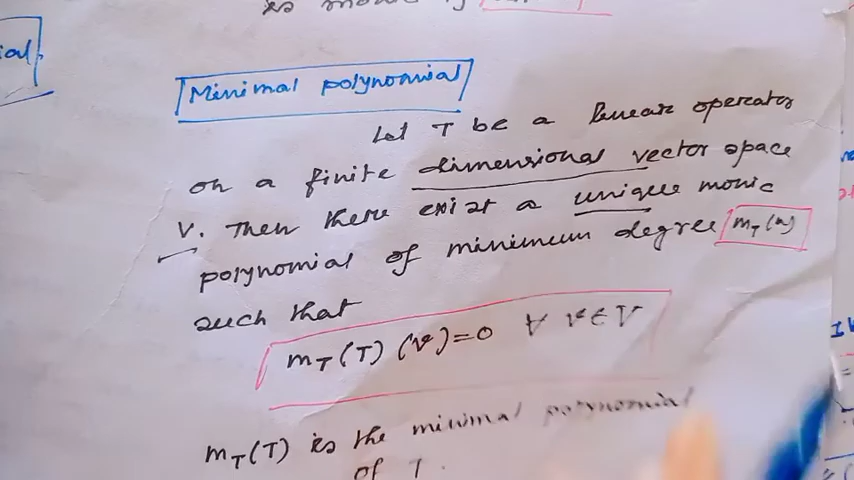 is
Minimal polynomial
Let T be a linear operator
on a finite dimensional vector space
V. Then there exist a unique monic
polynomial of minimum degree m_T(x)
such that
m_T(T)(v)=0 ∀ v∈V
m_T(T) is the minimal polynomial
of T.